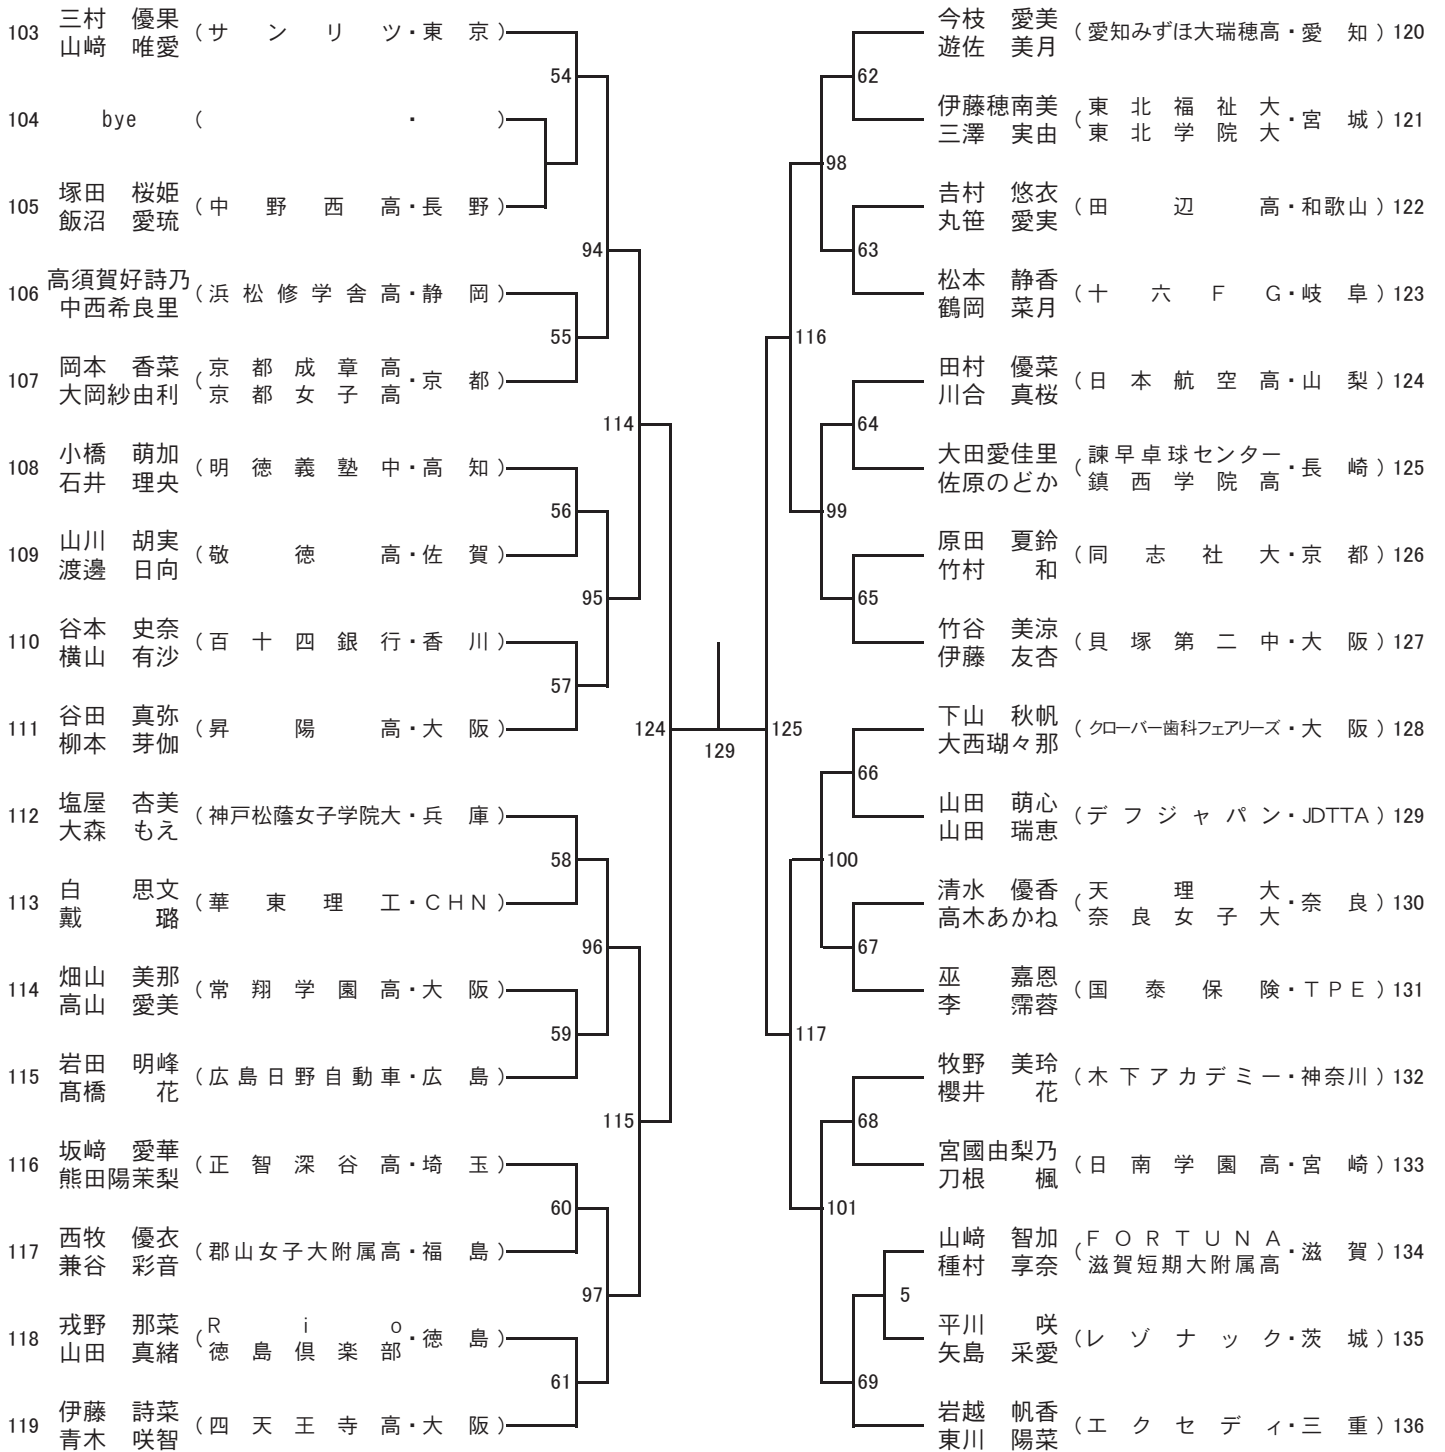 103 三村　優果 (サンリツ・東京)
山﨑　唯愛
54
104 bye (　・　)
105 塚田　桜姫 (中野西高・長野)
飯沼　愛琉
94
106 高須賀好詩乃 (浜松修学舎高・静岡)
中西希良里
55
107 岡本　香菜 (京都成章高・京都)
大岡紗由利 京都女子高
114
108 小橋　萌加 (明徳義塾中・高知)
石井　理央
56
109 山川　胡実 (敬徳高・佐賀)
渡邊　日向
95
110 谷本　史奈 (百十四銀行・香川)
横山　有沙
57
111 谷田　真弥 (昇陽高・大阪)
柳本　芽伽
124
112 塩屋　杏美 (神戸松蔭女子学院大・兵庫)
大森　もえ
58
113 白　思文 (華東理工・CHN)
戴　璐
96
114 畑山　美那 (常翔学園高・大阪)
高山　愛美
59
115 岩田　明峰 (広島日野自動車・広島)
髙橋　花
115
116 坂﨑　愛華 (正智深谷高・埼玉)
熊田陽茉梨
60
117 西牧　優衣 (郡山女子大附属高・福島)
兼谷　彩音
97
118 戎野　那菜 (Rio・徳島)
山田　真緒 徳島倶楽部
61
119 伊藤　詩菜 (四天王寺高・大阪)
青木　咲智
129
今枝　愛美 (愛知みずほ大瑞穂高・愛知) 120
遊佐　美月
62
伊藤穂南美 (東北福祉大・宮城) 121
三澤　実由 東北学院大
98
𠮷村　悠衣 (田辺高・和歌山) 122
丸笹　愛実
63
松本　静香 (十六FG・岐阜) 123
鶴岡　菜月
116
田村　優菜 (日本航空高・山梨) 124
川合　真桜
64
大田愛佳里 (諫早卓球センター・長崎) 125
佐原のどか 鎮西学院高
99
原田　夏鈴 (同志社大・京都) 126
竹村　和
65
竹谷　美涼 (貝塚第二中・大阪) 127
伊藤　友杏
125
下山　秋帆 (クローバー歯科フェアリーズ・大阪) 128
大西瑚々那
66
山田　萌心 (デフジャパン・JDTTA) 129
山田　瑞恵
100
清水　優香 (天理大・奈良) 130
高木あかね 奈良女子大
67
巫　嘉恩 (国泰保険・TPE) 131
李　霈蓉
117
牧野　美玲 (木下アカデミー・神奈川) 132
櫻井　花
68
宮國由梨乃 (日南学園高・宮崎) 133
刀根　楓
101
山﨑　智加 (FORTUNA・滋賀) 134
種村　享奈 滋賀短期大附属高
5
平川　咲 (レゾナック・茨城) 135
矢島　采愛
69
岩越　帆香 (エクセディ・三重) 136
東川　陽菜